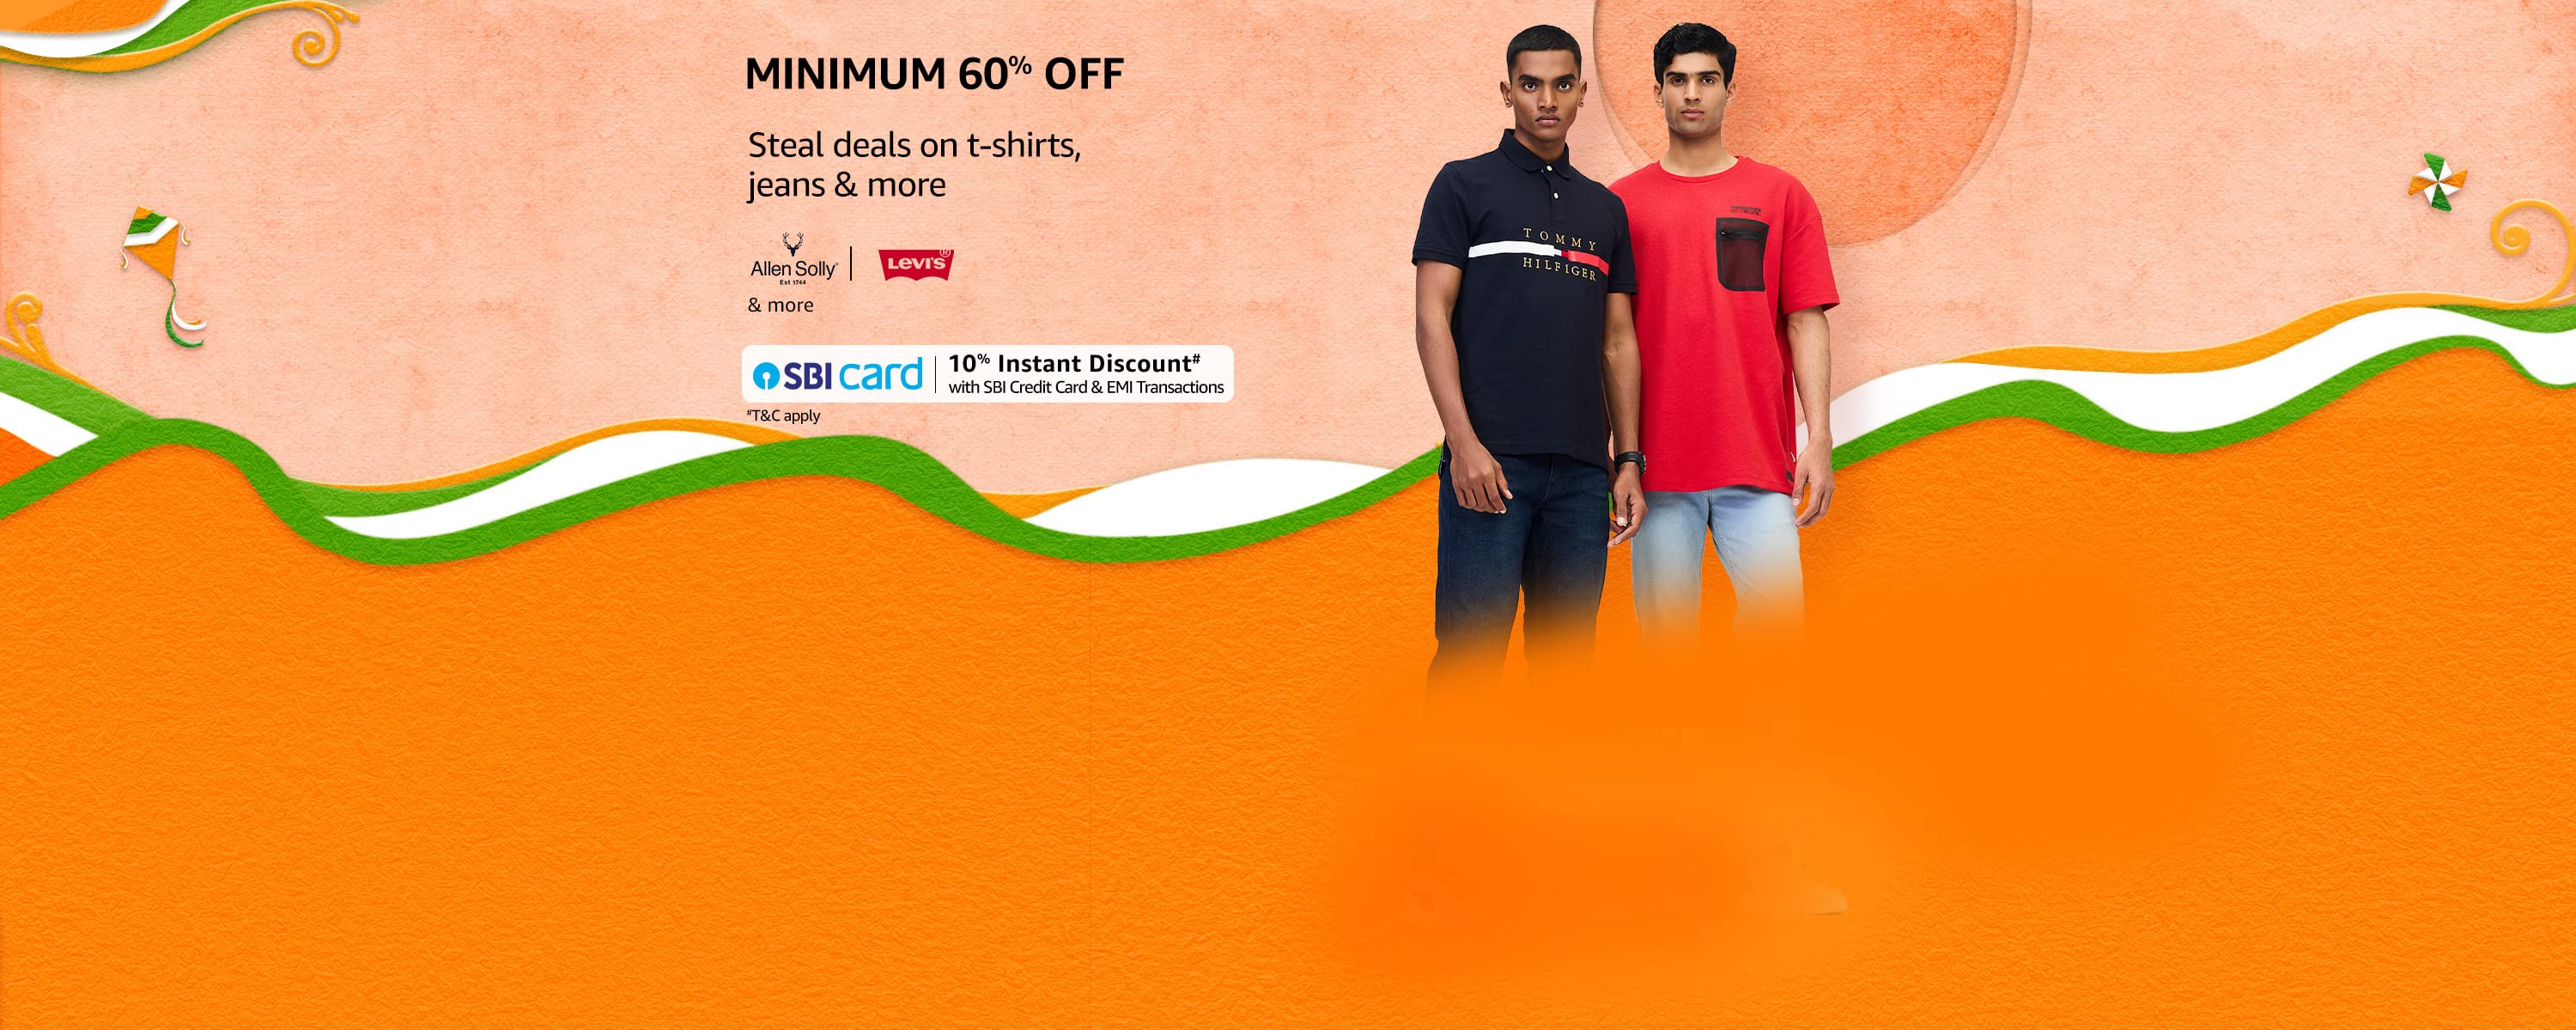 MINIMUM 60% OFF
Steal deals on t-shirts,
jeans & more
Allen Solly
Est 1744
LEVI'S®
& more
SBI card
10% Instant Discount#
with SBI Credit Card & EMI Transactions
#T&C apply
TOMMY
HILFIGER